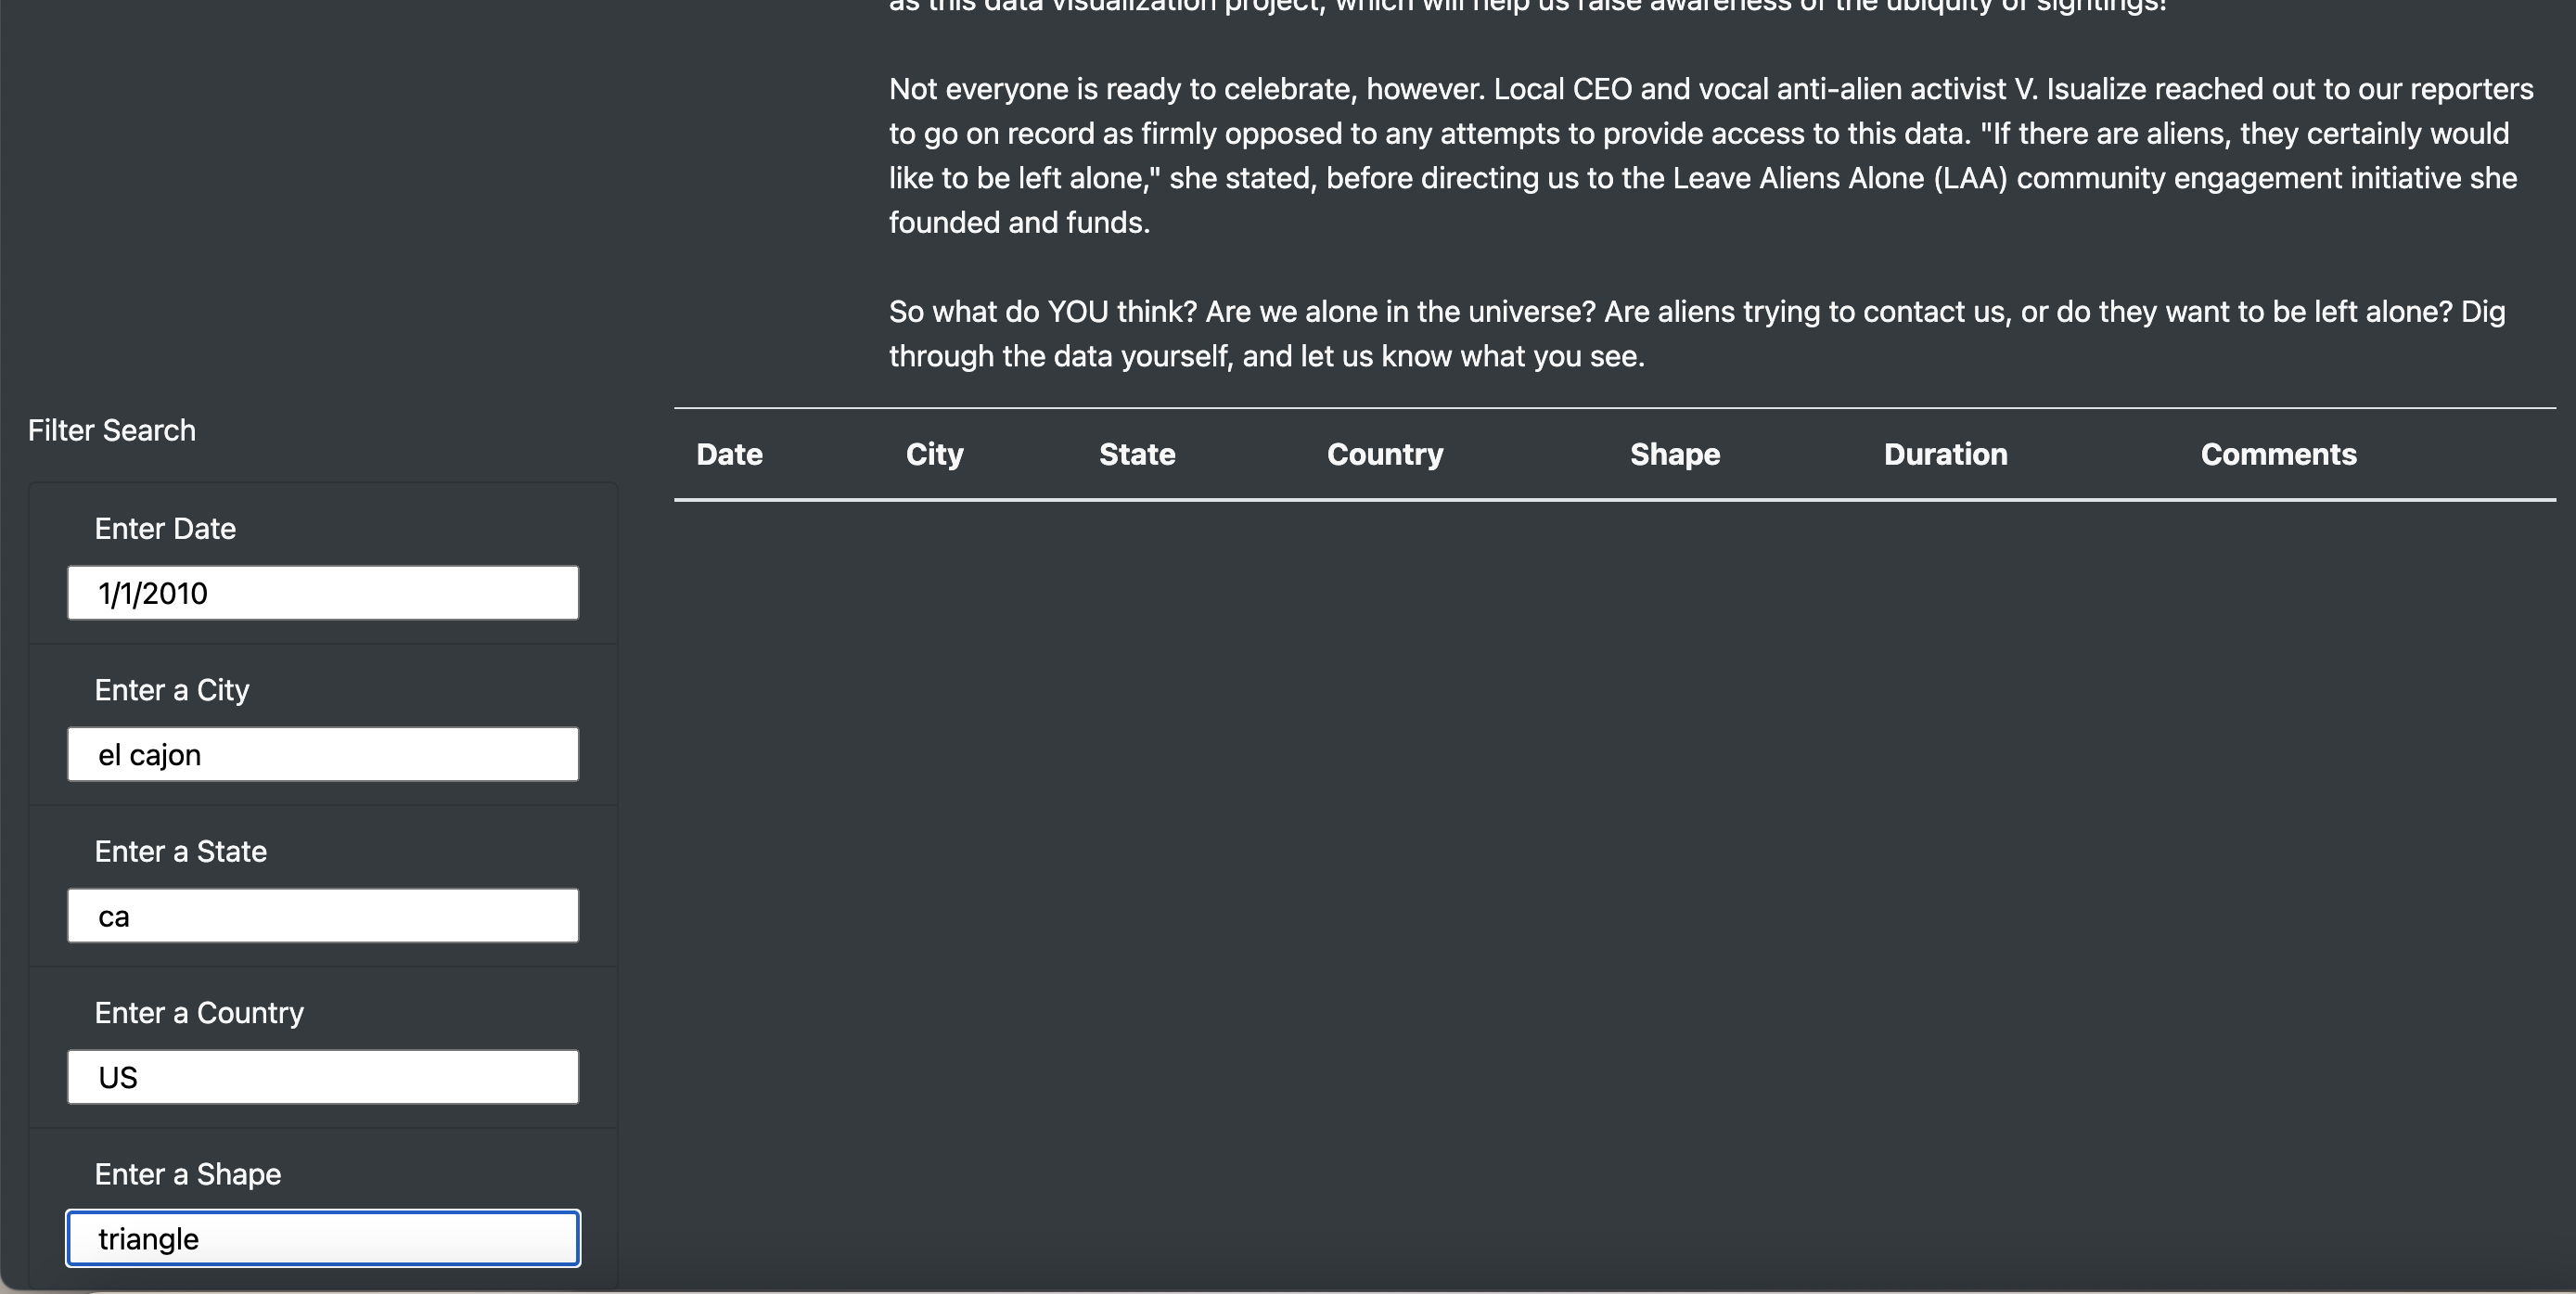 as this data visualization project, which will help us raise awareness of the ubiquity of sightings!
Not everyone is ready to celebrate, however. Local CEO and vocal anti-alien activist V. Isualize reached out to our reporters
to go on record as firmly opposed to any attempts to provide access to this data. "If there are aliens, they certainly would
like to be left alone," she stated, before directing us to the Leave Aliens Alone (LAA) community engagement initiative she
founded and funds.
So what do YOU think? Are we alone in the universe? Are aliens trying to contact us, or do they want to be left alone? Dig
through the data yourself, and let us know what you see.
Filter Search
Date City State Country Shape Duration Comments
Enter Date
1/1/2010
Enter a City
el cajon
Enter a State
ca
Enter a Country
US
Enter a Shape
triangle